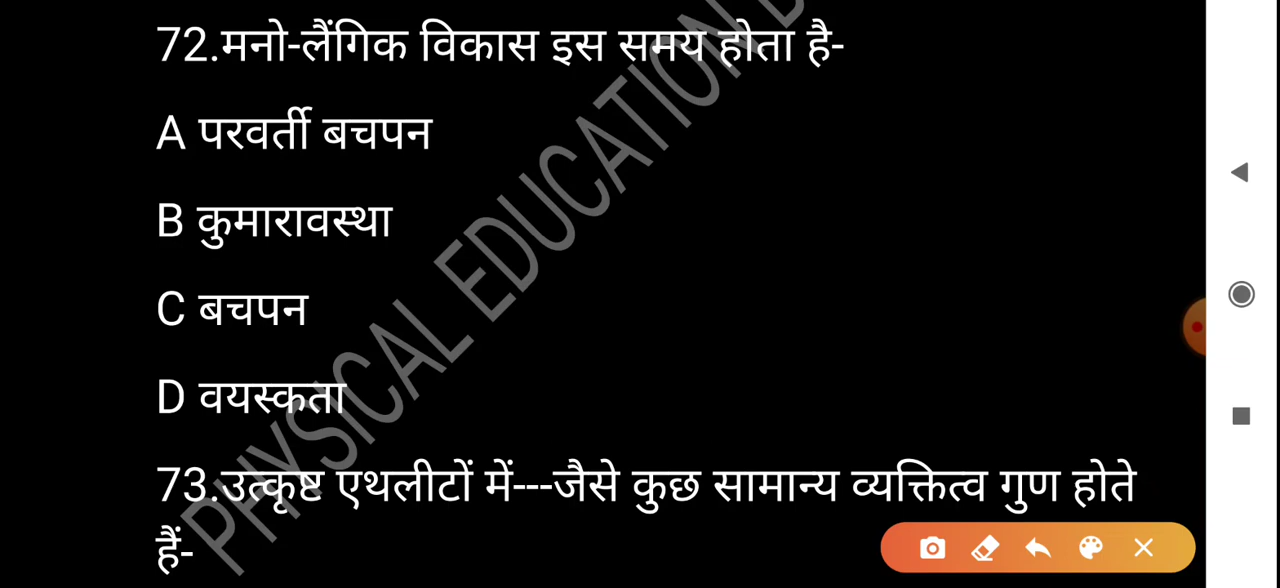 72.मनो-लैंगिक विकास इस समय होता है-
A परवर्ती बचपन
B कुमारावस्था
C बचपन
D वयस्कता
73.उत्कृष्ट एथलीटों में---जैसे कुछ सामान्य व्यक्तित्व गुण होते
हैं-
PHYSICAL EDUCATION